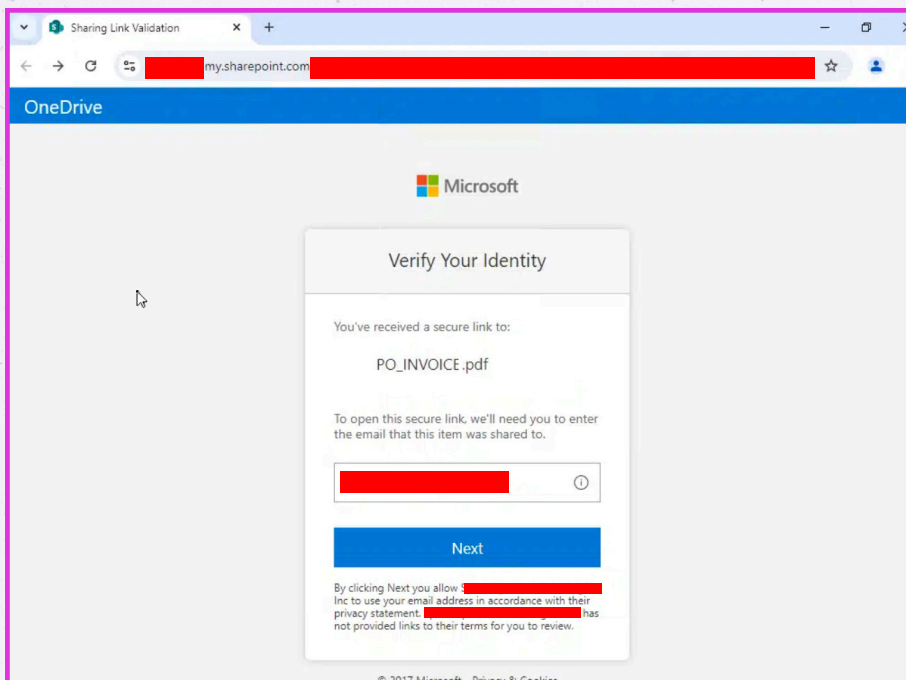 Sharing Link Validation
my.sharepoint.com
OneDrive
Microsoft
Verify Your Identity
You've received a secure link to:
PO_INVOICE.pdf
To open this secure link, we'll need you to enter
the email that this item was shared to.
Next
By clicking Next you allow
Inc to use your email address in accordance with their
privacy statement. has
not provided links to their terms for you to review.
© 2017 Microsoft Privacy & Cookies